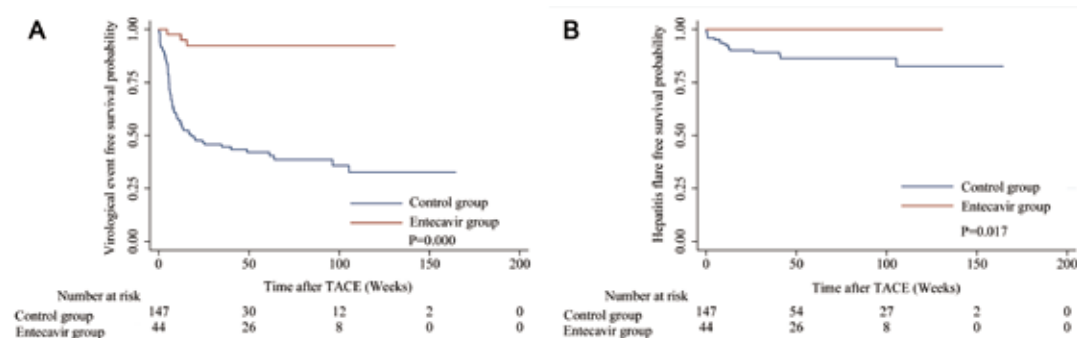 A
Virological event free survival probability
1.00
0.75
0.50
0.25
0.00
Control group
Entecavir group
P=0.000
0 50 100 150 200
Time after TACE (Weeks)
Number at risk
Control group 147 30 12 2 0
Entecavir group 44 26 8 0 0
B
Hepatitis flare free survival probability
1.00
0.75
0.50
0.25
0.00
Control group
Entecavir group
P=0.017
0 50 100 150 200
Time after TACE (Weeks)
Number at risk
Control group 147 54 27 2 0
Entecavir group 44 26 8 0 0